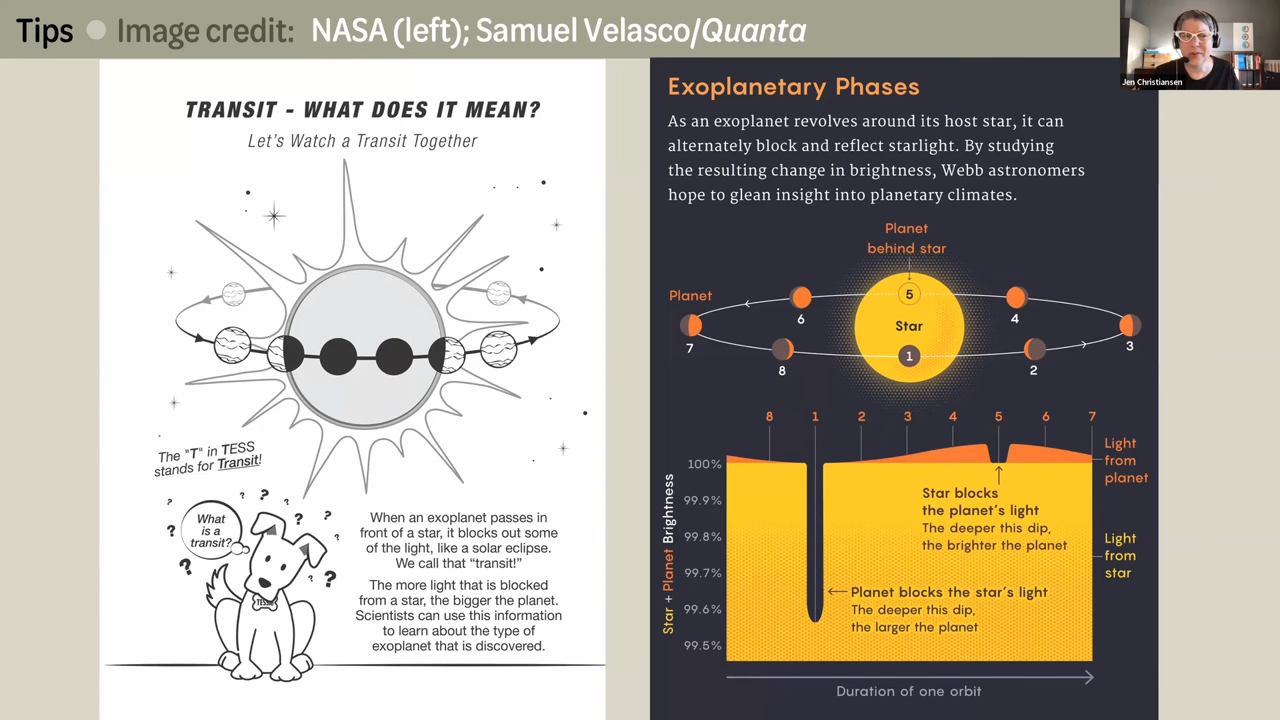 Tips Image credit: NASA (left); Samuel Velasco/Quanta
Jen Christiansen
TRANSIT - WHAT DOES IT MEAN?
Let's Watch a Transit Together
The "T" in TESS
stands for Transit!
? ? ? ? ? ? ? ? ? ?
What
is a
transit?
TESS
When an exoplanet passes in
front of a star, it blocks out some
of the light, like a solar eclipse.
We call that "transit!"
The more light that is blocked
from a star, the bigger the planet.
Scientists can use this information
to learn about the type of
exoplanet that is discovered.
Exoplanetary Phases
As an exoplanet revolves around its host star, it can
alternately block and reflect starlight. By studying
the resulting change in brightness, Webb astronomers
hope to glean insight into planetary climates.
Planet
behind star
Planet
5
6
4
Star
7
3
8
1
2
8 1 2 3 4 5 6 7
Light
from
planet
100%
99.9%
99.8%
99.7%
99.6%
99.5%
Star + Planet Brightness
Star blocks
the planet's light
The deeper this dip,
the brighter the planet
Light
from
star
Planet blocks the star's light
The deeper this dip,
the larger the planet
Duration of one orbit